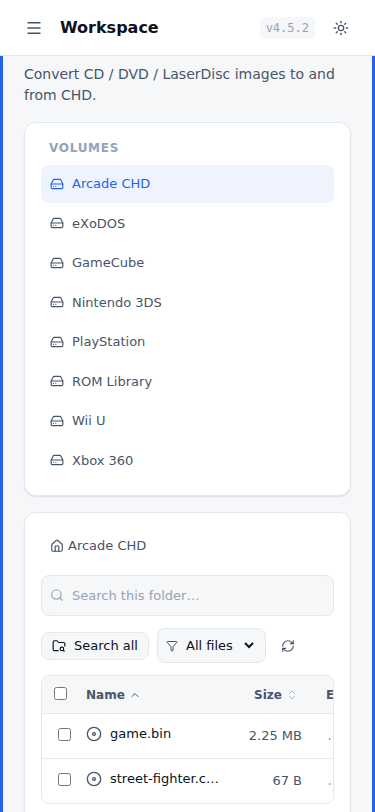 Workspace
v4.5.2
Convert CD / DVD / LaserDisc images to and
from CHD.
VOLUMES
Arcade CHD
eXoDOS
GameCube
Nintendo 3DS
PlayStation
ROM Library
Wii U
Xbox 360
Arcade CHD
Search this folder…
Search all
All files
Name
Size
game.bin
2.25 MB
street-fighter.c…
67 B